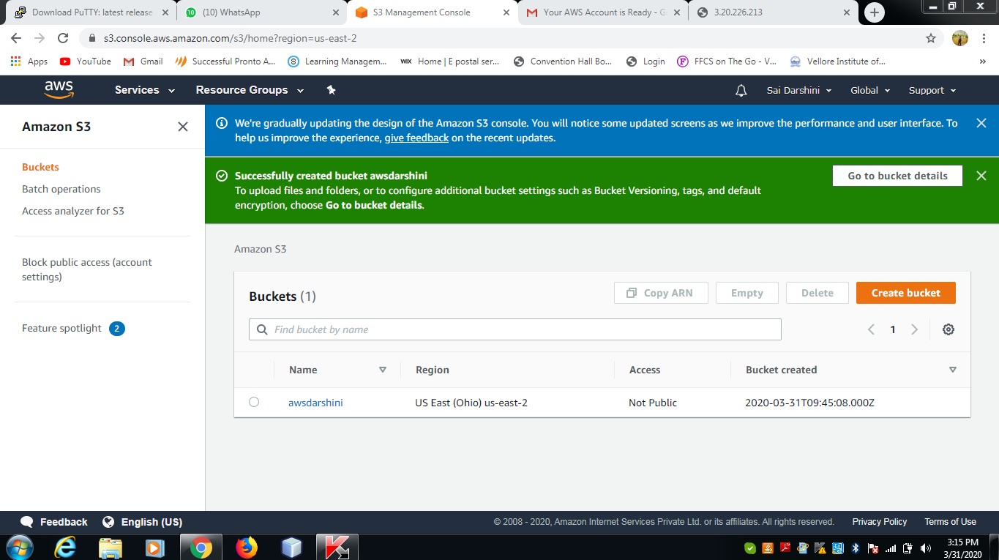 Download PuTTY: latest release
(10) WhatsApp
S3 Management Console
Your AWS Account is Ready - G
3.20.226.213
s3.console.aws.amazon.com/s3/home?region=us-east-2
Apps
YouTube
Gmail
Successful Pronto A...
Learning Managem...
WIX
Home | E postal ser...
Convention Hall Bo...
Login
FFCS on The Go - V...
Vellore Institute of...
»
aws
Services
Resource Groups
Sai Darshini
Global
Support
Amazon S3
Buckets
Batch operations
Access analyzer for S3
Block public access (account
settings)
Feature spotlight 2
We're gradually updating the design of the Amazon S3 console. You will notice some updated screens as we improve the performance and user interface. To
help us improve the experience, give feedback on the recent updates.
Successfully created bucket awsdarshini
To upload files and folders, or to configure additional bucket settings such as Bucket Versioning, tags, and default
encryption, choose Go to bucket details.
Go to bucket details
Amazon S3
Buckets (1)
Copy ARN
Empty
Delete
Create bucket
Find bucket by name
1
Name
Region
Access
Bucket created
awsdarshini
US East (Ohio) us-east-2
Not Public
2020-03-31T09:45:08.000Z
Feedback
English (US)
© 2008 - 2020, Amazon Internet Services Private Ltd. or its affiliates. All rights reserved.
Privacy Policy
Terms of Use
3:15 PM
3/31/2020